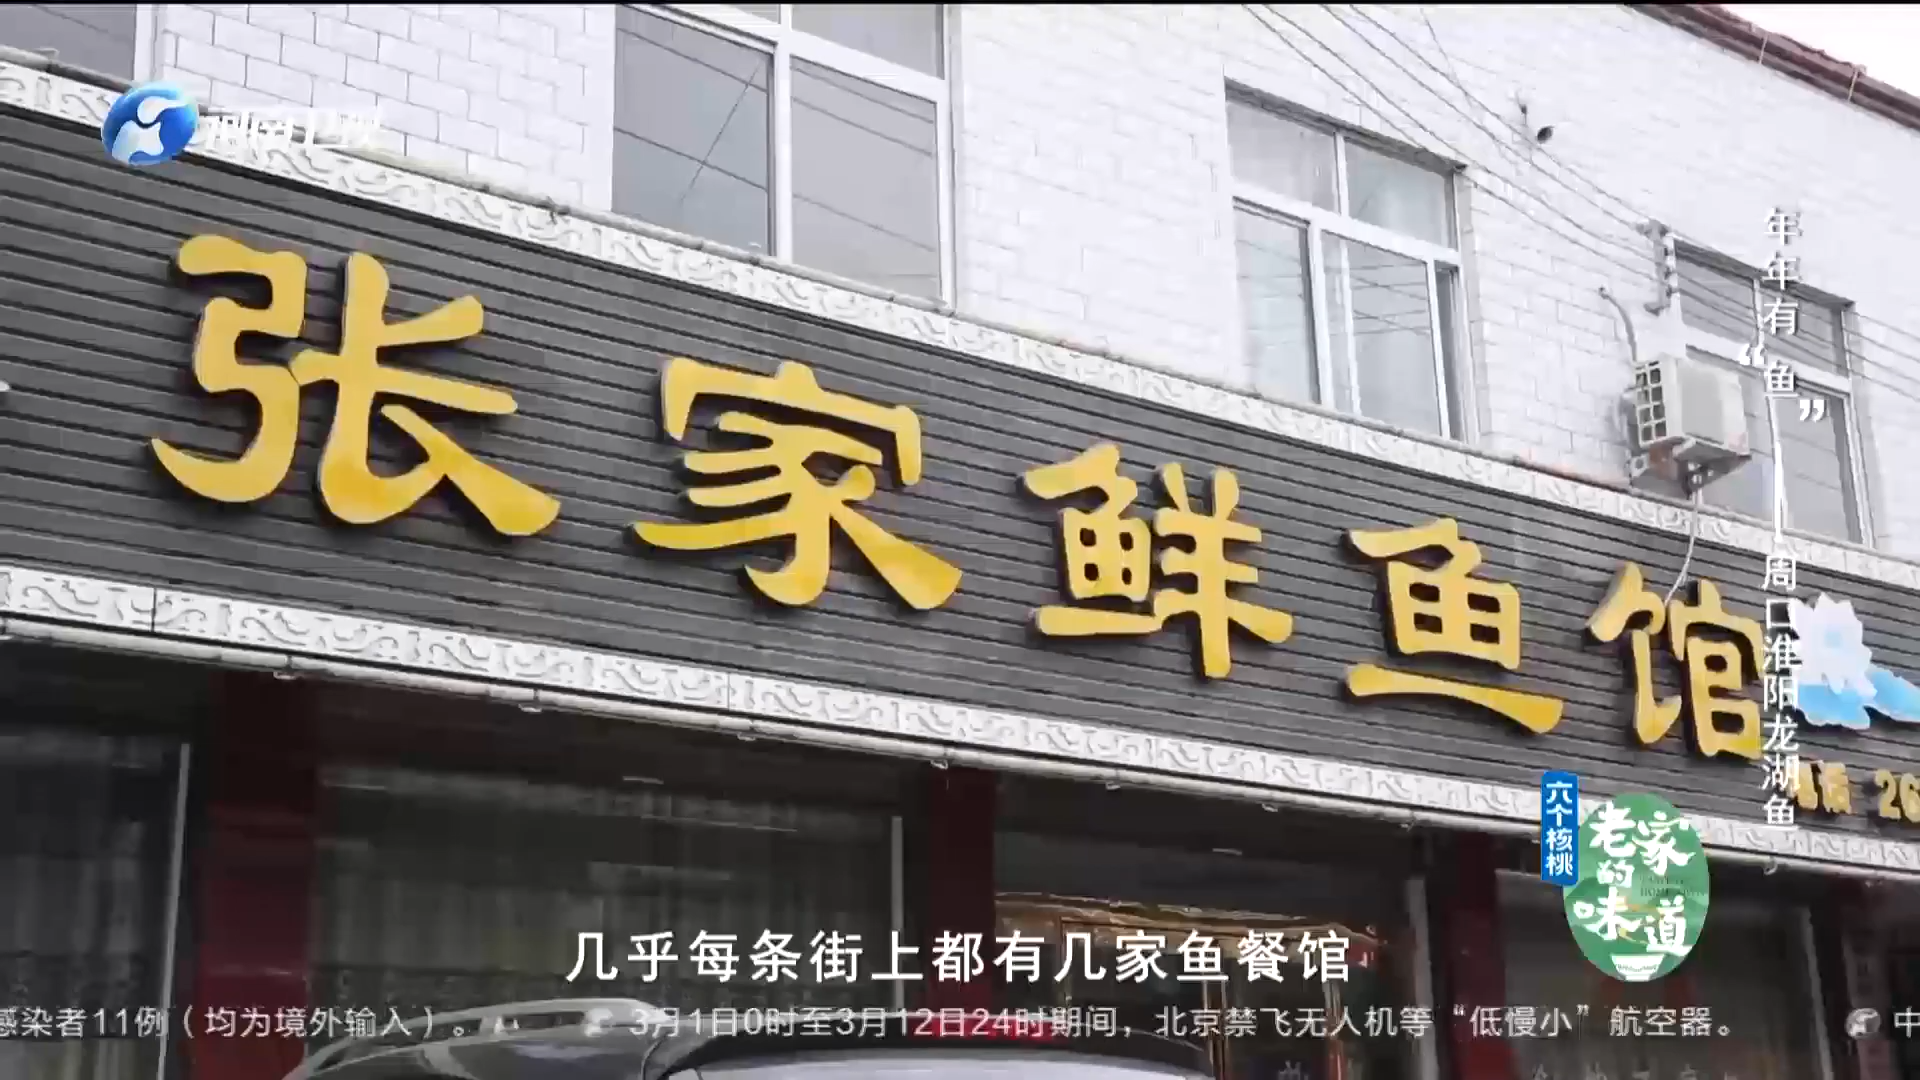 河南卫视
张家鲜鱼馆
电话 26
年年有“鱼”——周口淮阳龙湖鱼
六个核桃
老家的味道
几乎每条街上都有几家鱼餐馆
感染者11例（均为境外输入）。 3月1日0时至3月12日24时期间，北京禁飞无人机等“低慢小”航空器。 中